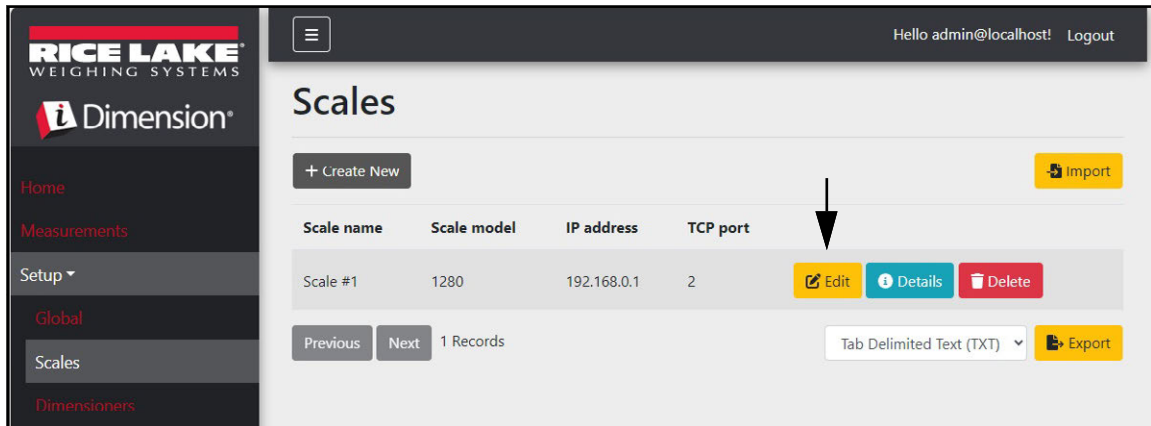 RICE LAKE®
WEIGHING SYSTEMS
i Dimension®
Home
Measurements
Setup
Global
Scales
Dimensioners
Hello admin@localhost! Logout
Scales
+ Create New
Import
Scale name Scale model IP address TCP port
Scale #1 1280 192.168.0.1 2 Edit Details Delete
Previous Next 1 Records Tab Delimited Text (TXT) Export